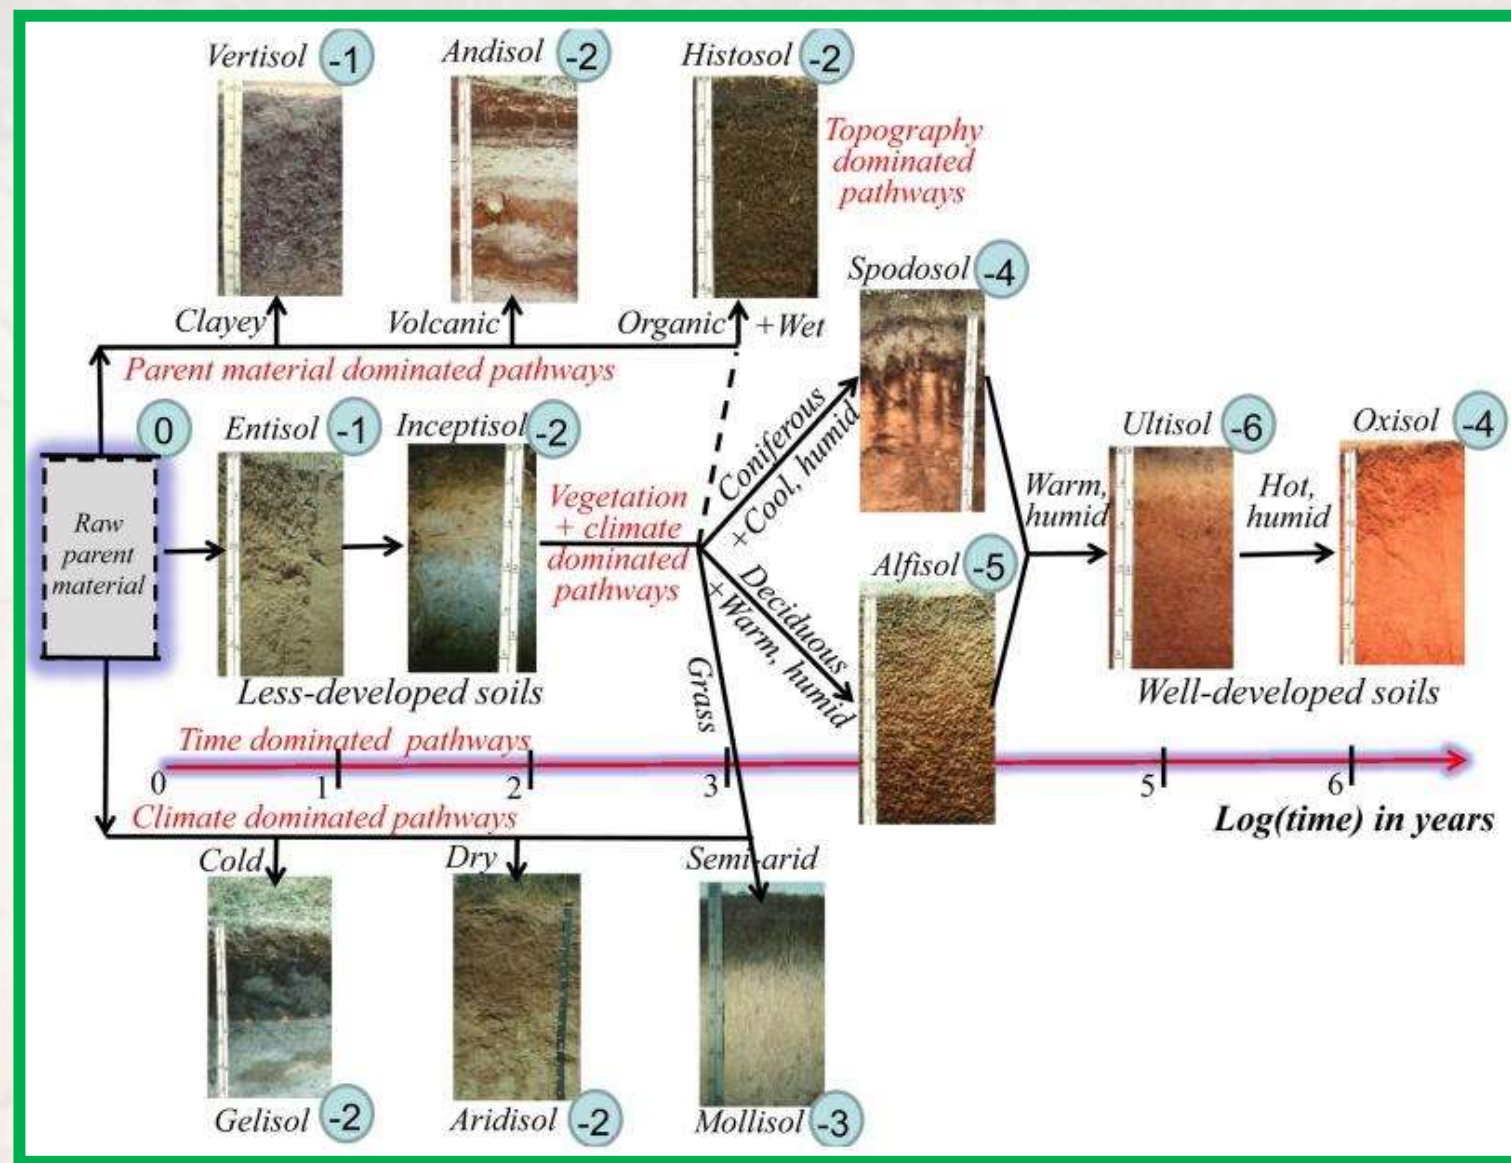 Vertisol -1
Andisol -2
Histosol -2
Topography
dominated
pathways
Clayey
Volcanic
Organic
+Wet
Parent material dominated pathways
0
Raw
parent
material
Entisol -1
Inceptisol -2
Less-developed soils
Vegetation
+ climate
dominated
pathways
Coniferous
+Cool, humid
Spodosol -4
Deciduous
+Warm, humid
Alfisol -5
Grass
Warm,
humid
Ultisol -6
Hot,
humid
Oxisol -4
Well-developed soils
Time dominated pathways
0 1 2 3 5 6
Log(time) in years
Climate dominated pathways
Cold
Dry
Semi-arid
Gelisol -2
Aridisol -2
Mollisol -3